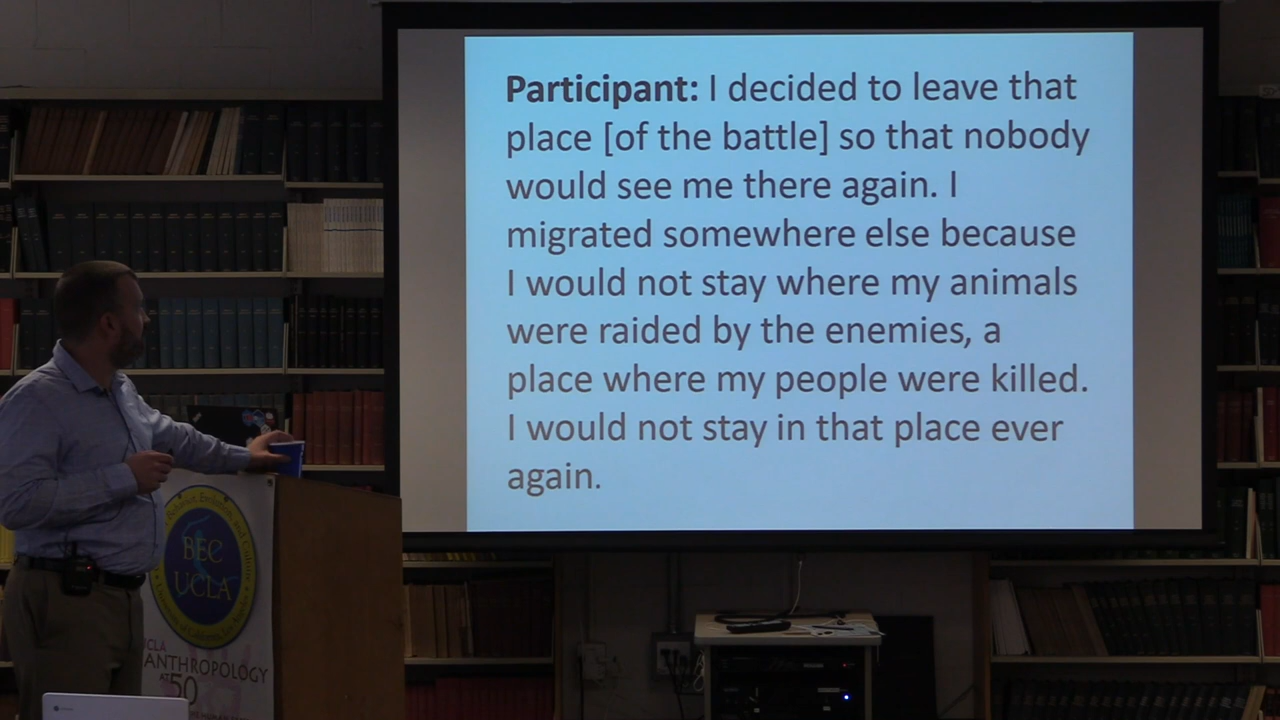 Participant: I decided to leave that
place [of the battle] so that nobody
would see me there again. I
migrated somewhere else because
I would not stay where my animals
were raided by the enemies, a
place where my people were killed.
I would not stay in that place ever
again.
BEC
UCLA
UCLA
ANTHROPOLOGY
AT 50